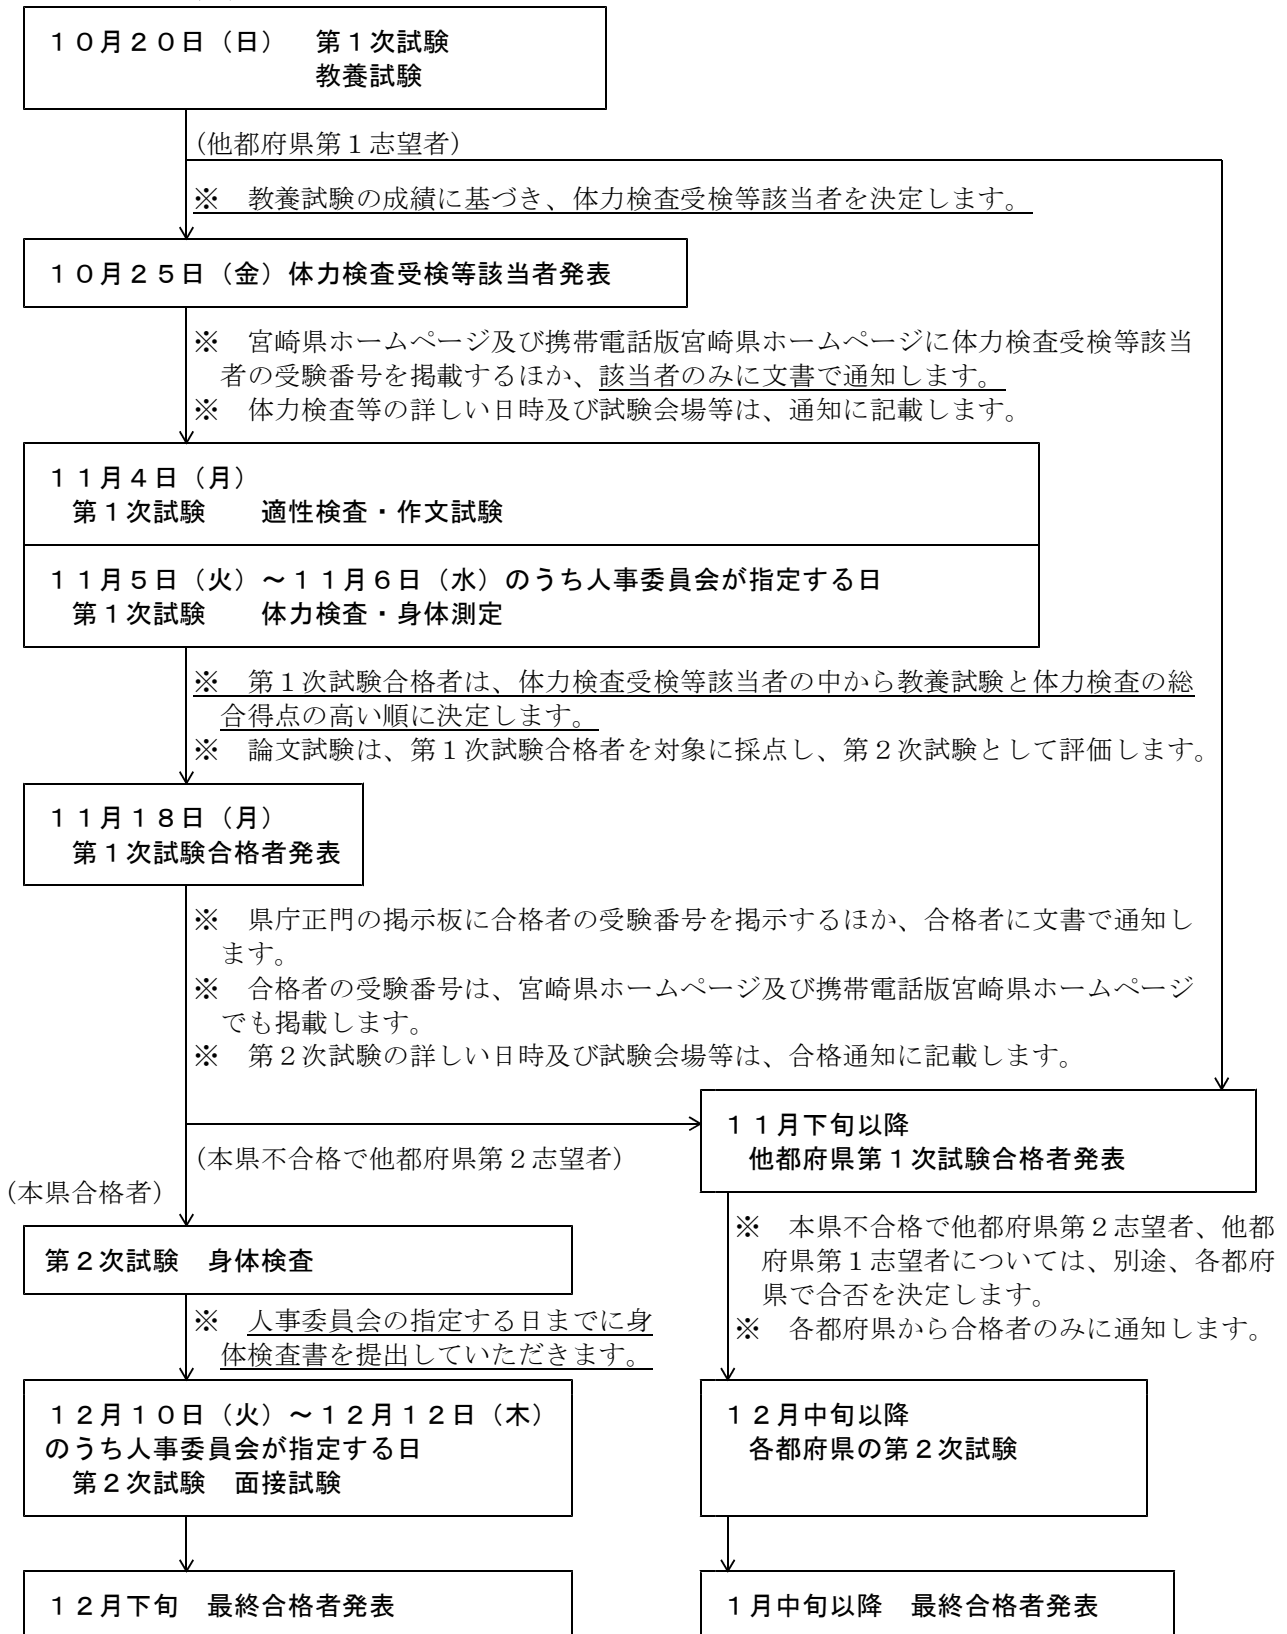 １０月２０日（日）　第１次試験
教養試験
（他都府県第１志望者）
※　教養試験の成績に基づき、体力検査受検等該当者を決定します。
１０月２５日（金）体力検査受検等該当者発表
※　宮崎県ホームページ及び携帯電話版宮崎県ホームページに体力検査受検等該当
者の受験番号を掲載するほか、該当者のみに文書で通知します。
※　体力検査等の詳しい日時及び試験会場等は、通知に記載します。
１１月４日（月）
第１次試験　　適性検査・作文試験
１１月５日（火）～１１月６日（水）のうち人事委員会が指定する日
第１次試験　　体力検査・身体測定
※　第１次試験合格者は、体力検査受検等該当者の中から教養試験と体力検査の総
合得点の高い順に決定します。
※　論文試験は、第１次試験合格者を対象に採点し、第２次試験として評価します。
１１月１８日（月）
第１次試験合格者発表
※　県庁正門の掲示板に合格者の受験番号を掲示するほか、合格者に文書で通知し
ます。
※　合格者の受験番号は、宮崎県ホームページ及び携帯電話版宮崎県ホームページ
でも掲載します。
※　第２次試験の詳しい日時及び試験会場等は、合格通知に記載します。
１１月下旬以降
他都府県第１次試験合格者発表
（本県不合格で他都府県第２志望者）
（本県合格者）
※　本県不合格で他都府県第２志望者、他都
府県第１志望者については、別途、各都府
県で合否を決定します。
※　各都府県から合格者のみに通知します。
第２次試験　身体検査
※　人事委員会の指定する日までに身
体検査書を提出していただきます。
１２月１０日（火）～１２月１２日（木）
のうち人事委員会が指定する日
第２次試験　面接試験
１２月中旬以降
各都府県の第２次試験
１２月下旬　最終合格者発表
１月中旬以降　最終合格者発表